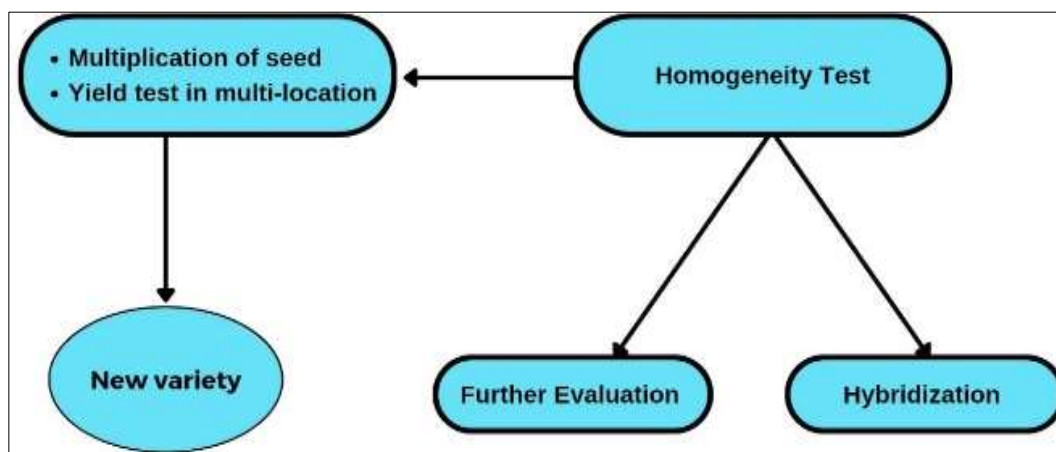 • Multiplication of seed
• Yield test in multi-location
Homogeneity Test
New variety
Further Evaluation
Hybridization